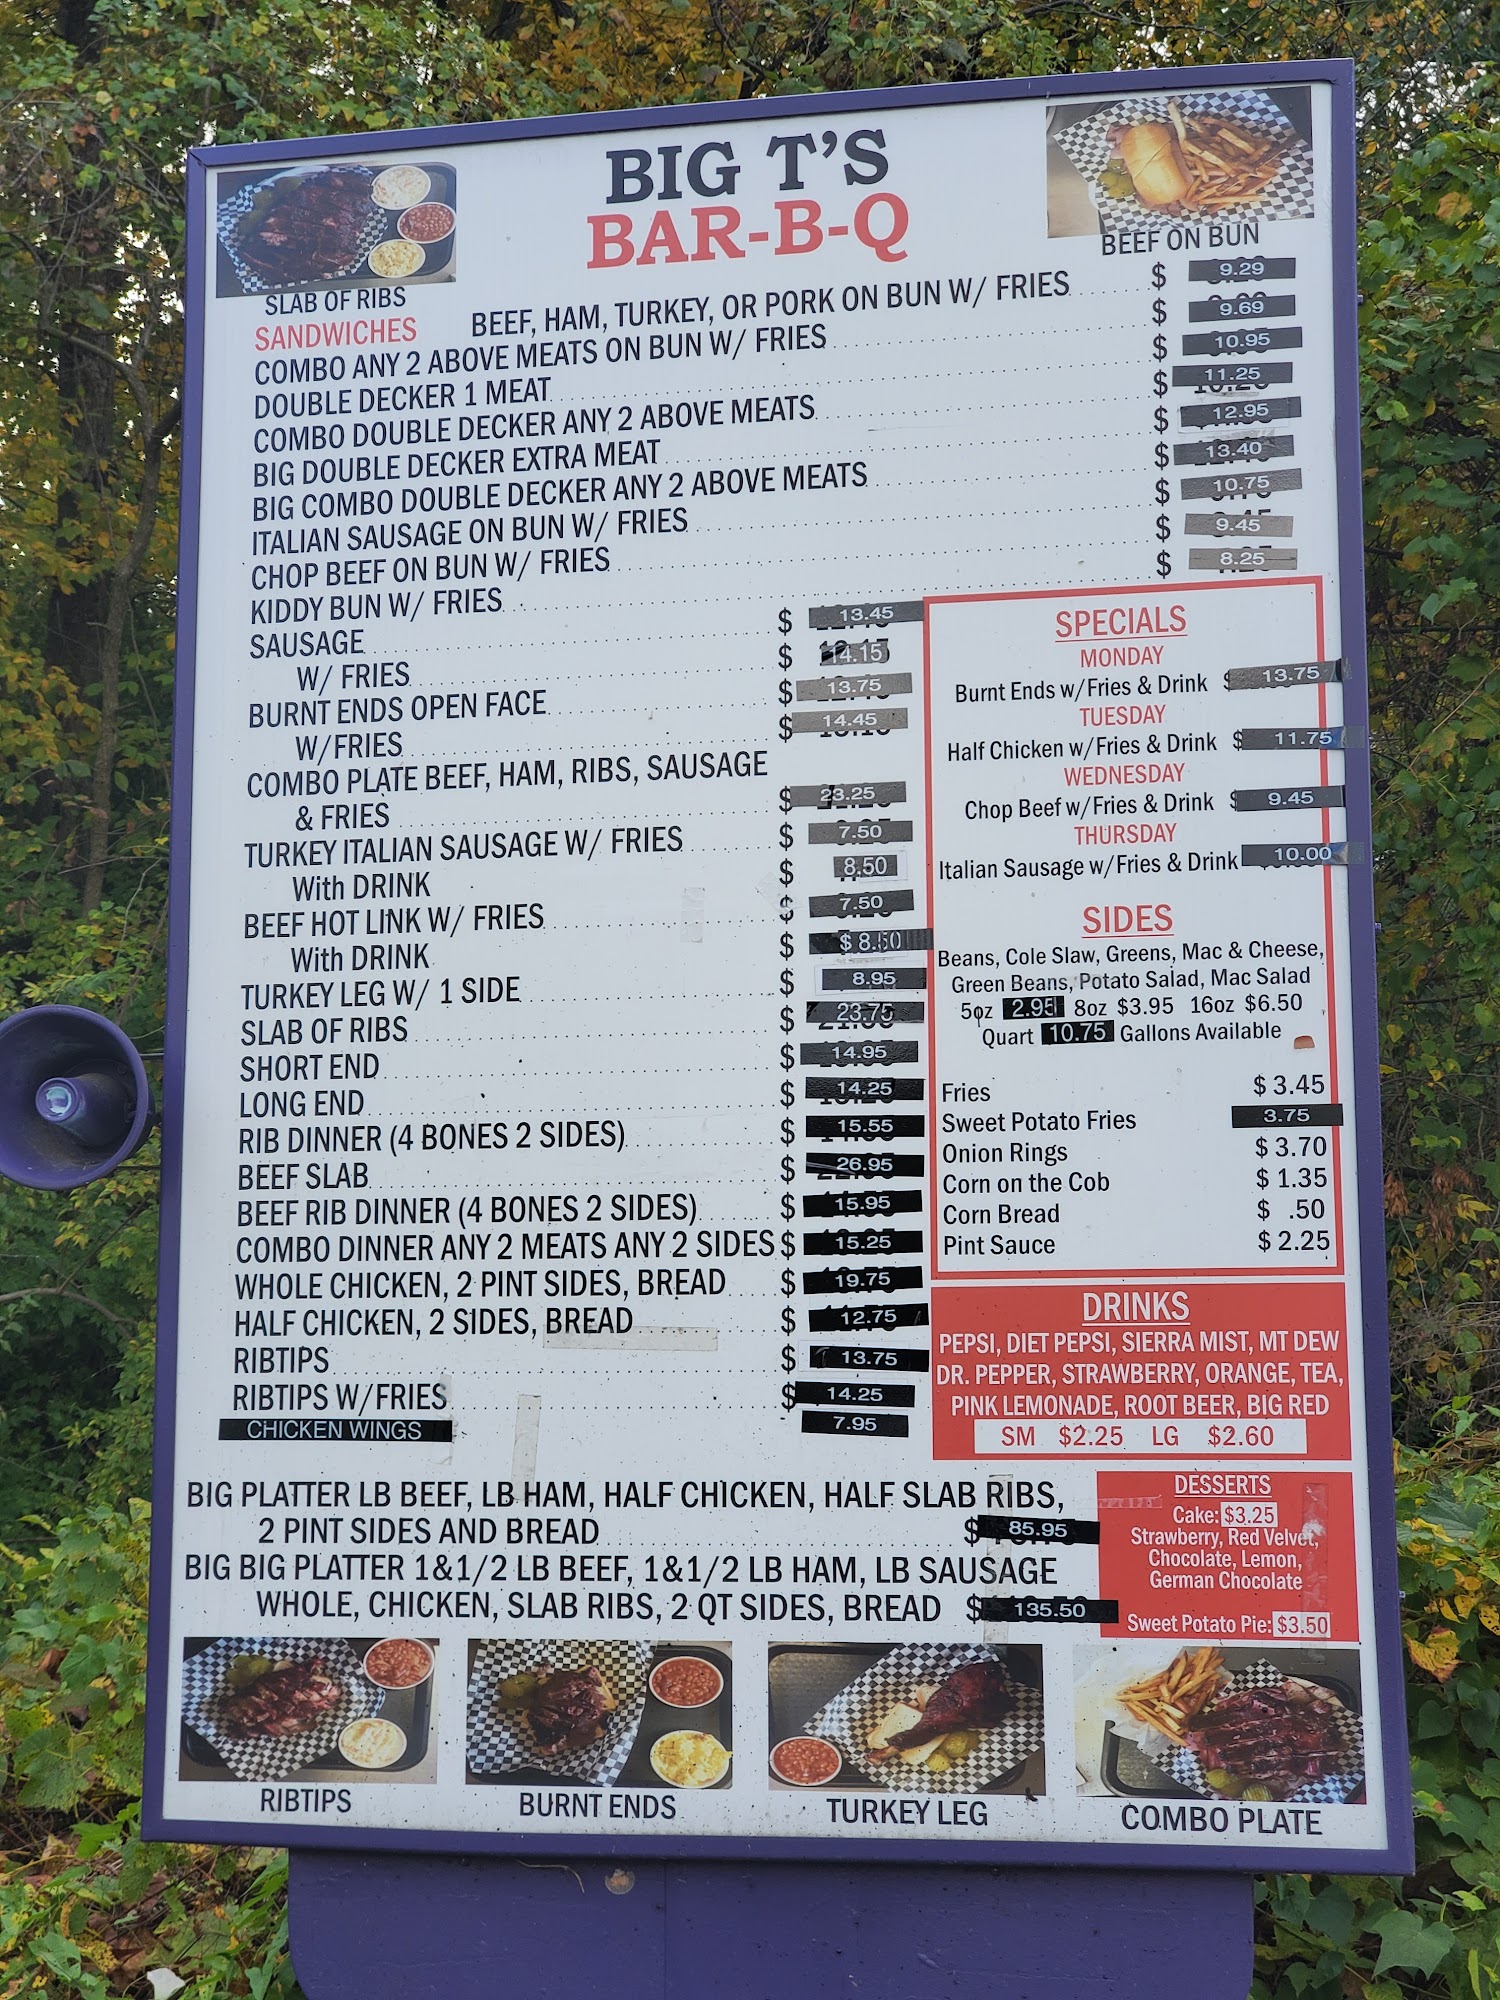 BIG T'S
BAR-B-Q
SLAB OF RIBS
BEEF ON BUN
SANDWICHES BEEF, HAM, TURKEY, OR PORK ON BUN W/ FRIES $ 9.29
COMBO ANY 2 ABOVE MEATS ON BUN W/ FRIES $ 9.69
DOUBLE DECKER 1 MEAT $ 10.95
COMBO DOUBLE DECKER ANY 2 ABOVE MEATS $ 11.25
BIG DOUBLE DECKER EXTRA MEAT $ 12.95
BIG COMBO DOUBLE DECKER ANY 2 ABOVE MEATS $ 13.40
ITALIAN SAUSAGE ON BUN W/ FRIES $ 10.75
CHOP BEEF ON BUN W/ FRIES $ 9.45
KIDDY BUN W/ FRIES $ 8.25
SAUSAGE $ 13.45
W/ FRIES $ 14.15
BURNT ENDS OPEN FACE $ 13.75
W/FRIES $ 14.45
COMBO PLATE BEEF, HAM, RIBS, SAUSAGE
& FRIES $ 23.25
TURKEY ITALIAN SAUSAGE W/ FRIES $ 7.50
With DRINK $ 8.50
BEEF HOT LINK W/ FRIES $ 7.50
With DRINK $ $8.50
TURKEY LEG W/ 1 SIDE $ 8.95
SLAB OF RIBS $ 23.75
SHORT END $ 14.95
LONG END $ 14.25
RIB DINNER (4 BONES 2 SIDES) $ 15.55
BEEF SLAB $ 26.95
BEEF RIB DINNER (4 BONES 2 SIDES) $ 15.95
COMBO DINNER ANY 2 MEATS ANY 2 SIDES $ 15.25
WHOLE CHICKEN, 2 PINT SIDES, BREAD $ 19.75
HALF CHICKEN, 2 SIDES, BREAD $ 12.75
RIBTIPS $ 13.75
RIBTIPS W/FRIES $ 14.25
CHICKEN WINGS 7.95
SPECIALS
MONDAY
Burnt Ends w/Fries & Drink $ 13.75
TUESDAY
Half Chicken w/Fries & Drink $ 11.75
WEDNESDAY
Chop Beef w/Fries & Drink $ 9.45
THURSDAY
Italian Sausage w/Fries & Drink 10.00
SIDES
Beans, Cole Slaw, Greens, Mac & Cheese,
Green Beans, Potato Salad, Mac Salad
5oz 2.95 8oz $3.95 16oz $6.50
Quart 10.75 Gallons Available
Fries $ 3.45
Sweet Potato Fries 3.75
Onion Rings $ 3.70
Corn on the Cob $ 1.35
Corn Bread $ .50
Pint Sauce $ 2.25
DRINKS
PEPSI, DIET PEPSI, SIERRA MIST, MT DEW
DR. PEPPER, STRAWBERRY, ORANGE, TEA,
PINK LEMONADE, ROOT BEER, BIG RED
SM $2.25 LG $2.60
BIG PLATTER LB BEEF, LB HAM, HALF CHICKEN, HALF SLAB RIBS,
2 PINT SIDES AND BREAD $ 85.95
BIG BIG PLATTER 1&1/2 LB BEEF, 1&1/2 LB HAM, LB SAUSAGE
WHOLE, CHICKEN, SLAB RIBS, 2 QT SIDES, BREAD $ 135.50
DESSERTS
Cake: $3.25
Strawberry, Red Velvet,
Chocolate, Lemon,
German Chocolate
Sweet Potato Pie: $3.50
RIBTIPS
BURNT ENDS
TURKEY LEG
COMBO PLATE